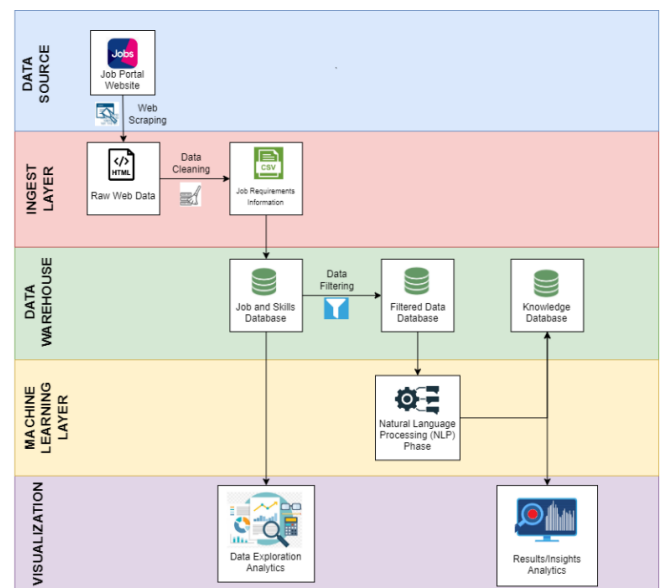 DATA
SOURCE
Jobs
Job Portal
Website
Web
Scraping
INGEST
LAYER
HTML
Raw Web Data
Data
Cleaning
CSV
Job Requirements
Information
DATA
WAREHOUSE
Job and Skills
Database
Data
Filtering
Filtered Data
Database
Knowledge
Database
MACHINE
LEARNING
LAYER
Natural Language
Processing (NLP)
Phase
VISUALIZATION
Data Exploration
Analytics
Results/Insights
Analytics